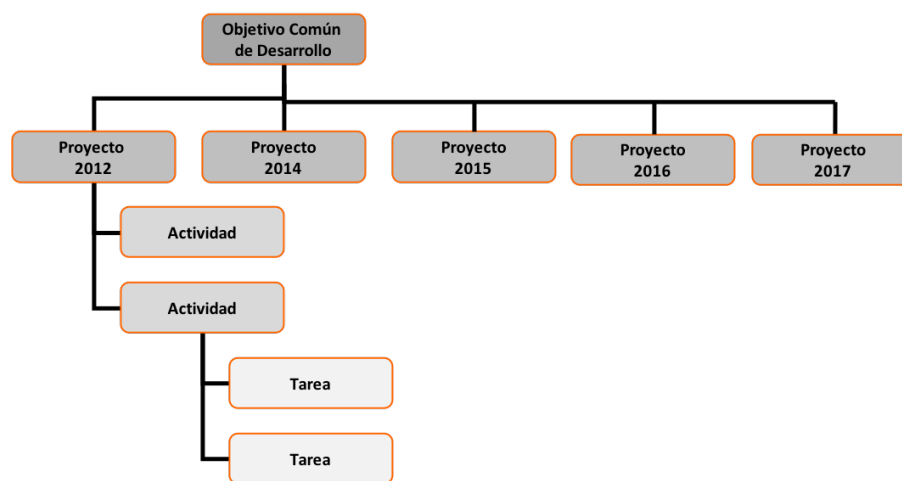 Objetivo Común
de Desarrollo
Proyecto
2012
Proyecto
2014
Proyecto
2015
Proyecto
2016
Proyecto
2017
Actividad
Actividad
Tarea
Tarea